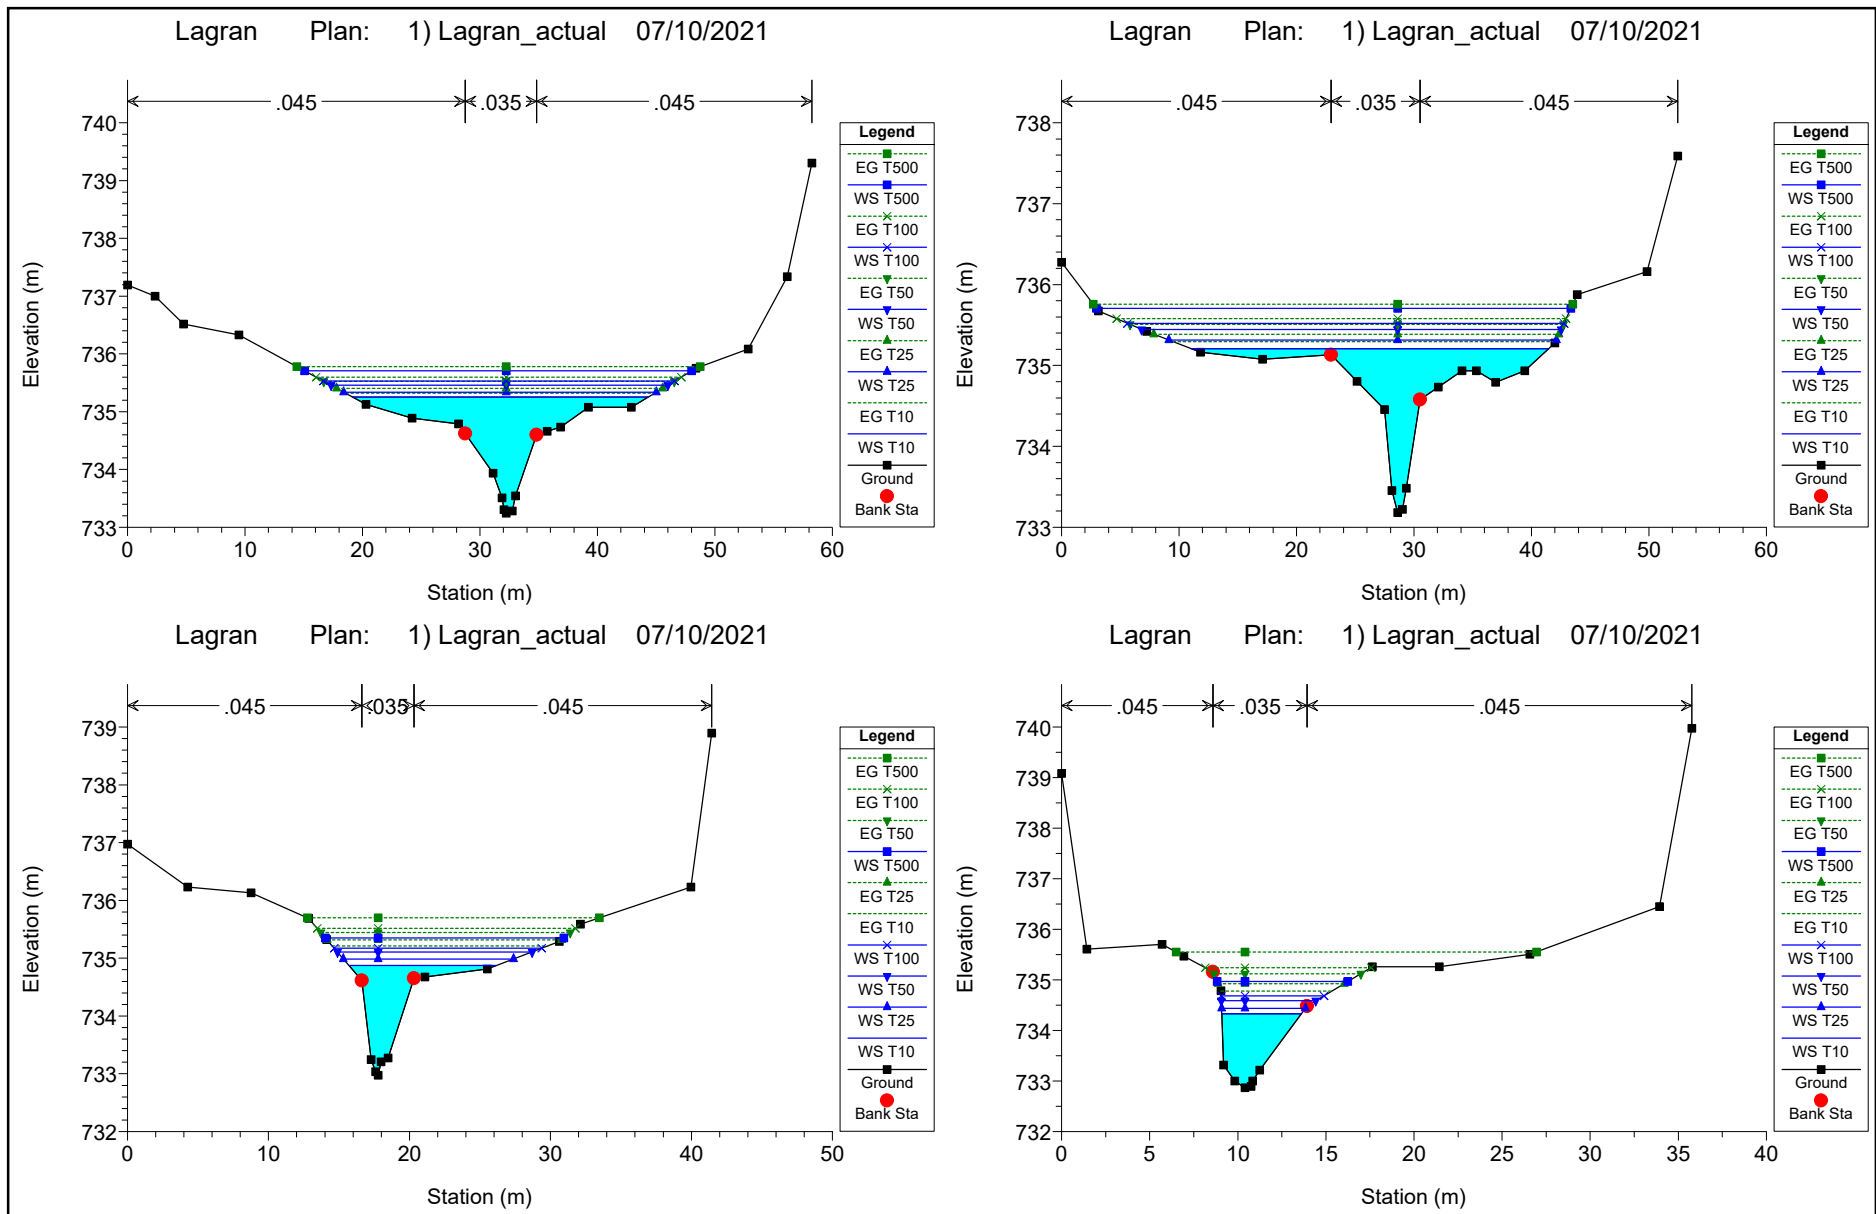 Lagran Plan: 1) Lagran_actual 07/10/2021
.045 .035 .045
740
739
738
737
736
735
734
733
0 10 20 30 40 50 60
Elevation (m)
Station (m)
Legend
EG T500
WS T500
EG T100
WS T100
EG T50
WS T50
EG T25
WS T25
EG T10
WS T10
Ground
Bank Sta
Lagran Plan: 1) Lagran_actual 07/10/2021
.045 .035 .045
738
737
736
735
734
733
0 10 20 30 40 50 60
Elevation (m)
Station (m)
Legend
EG T500
WS T500
EG T100
WS T100
EG T50
WS T50
EG T25
WS T25
EG T10
WS T10
Ground
Bank Sta
Lagran Plan: 1) Lagran_actual 07/10/2021
.045 .035 .045
739
738
737
736
735
734
733
732
0 10 20 30 40 50
Elevation (m)
Station (m)
Legend
EG T500
EG T100
EG T50
WS T500
EG T25
EG T10
WS T100
WS T50
WS T25
WS T10
Ground
Bank Sta
Lagran Plan: 1) Lagran_actual 07/10/2021
.045 .035 .045
740
739
738
737
736
735
734
733
732
0 5 10 15 20 25 30 35 40
Elevation (m)
Station (m)
Legend
EG T500
EG T100
EG T50
WS T500
EG T25
EG T10
WS T100
WS T50
WS T25
WS T10
Ground
Bank Sta